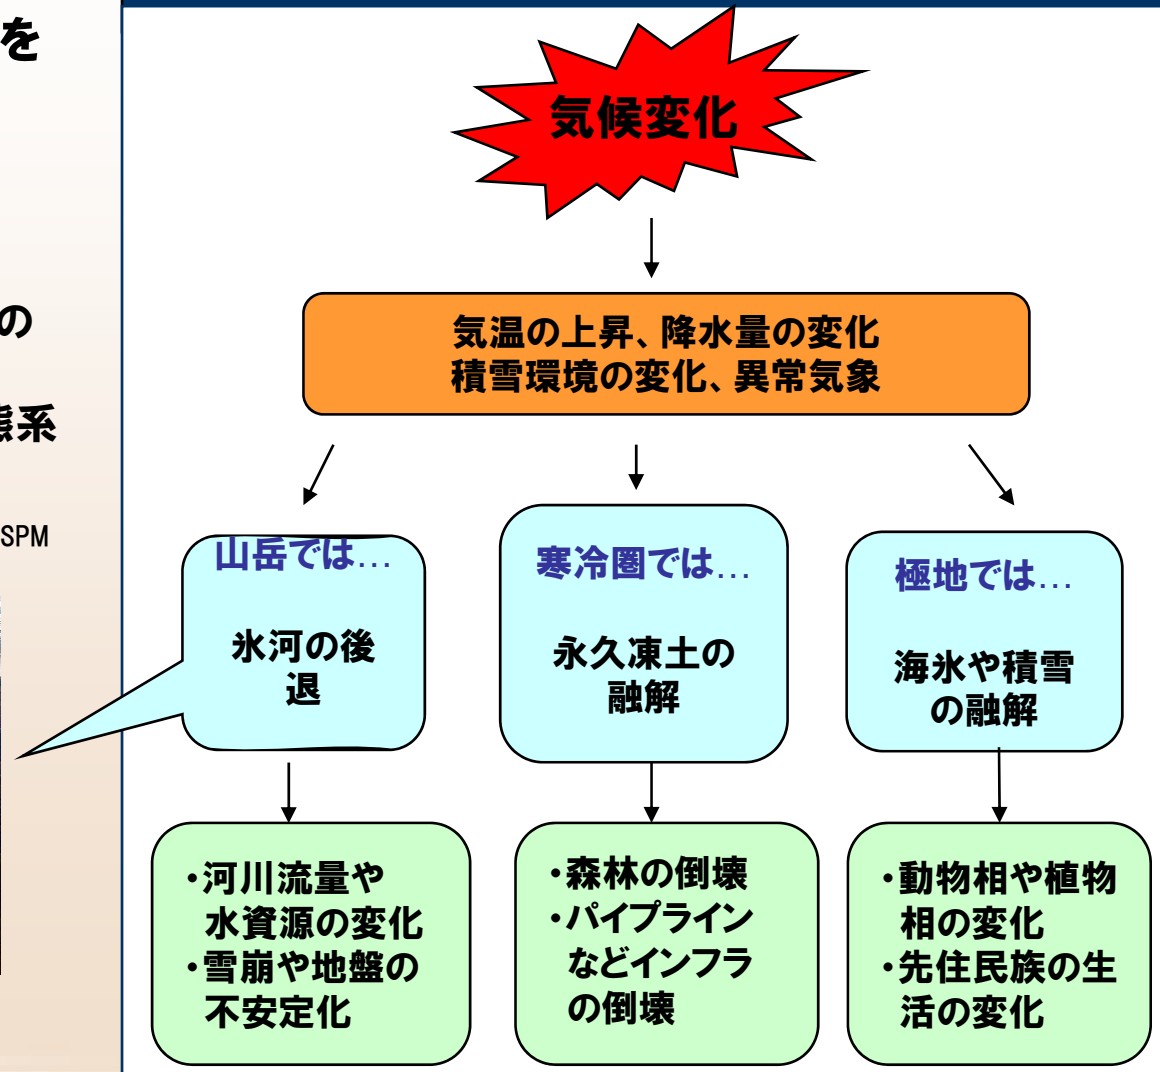 を
の
態系
SPM
気候変化
気温の上昇、降水量の変化
積雪環境の変化、異常気象
山岳では…
氷河の後
退
寒冷圏では…
永久凍土の
融解
極地では…
海氷や積雪
の融解
・河川流量や
水資源の変化
・雪崩や地盤の
不安定化
・森林の倒壊
・パイプライン
などインフラ
の倒壊
・動物相や植物
相の変化
・先住民族の生
活の変化